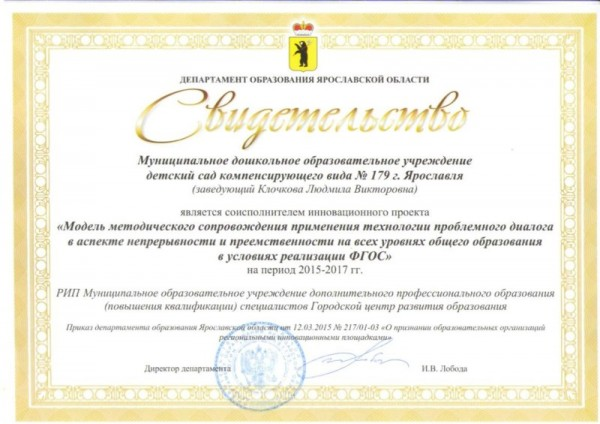 ДЕПАРТАМЕНТ ОБРАЗОВАНИЯ ЯРОСЛАВСКОЙ ОБЛАСТИ
Свидетельство
Муниципальное дошкольное образовательное учреждение
детский сад компенсирующего вида № 179 г. Ярославля
(заведующий Клочкова Людмила Викторовна)
является соисполнителем инновационного проекта
«Модель методического сопровождения применения технологии проблемного диалога
в аспекте непрерывности и преемственности на всех уровнях общего образования
в условиях реализации ФГОС»
на период 2015-2017 гг.
РИП Муниципальное образовательное учреждение дополнительного профессионального образования
(повышения квалификации) специалистов Городской центр развития образования
Приказ департамента образования Ярославской области от 12.03.2015 № 217/01-03 «О признании образовательных организаций
региональными инновационными площадками»
Директор департамента И.В. Лобода